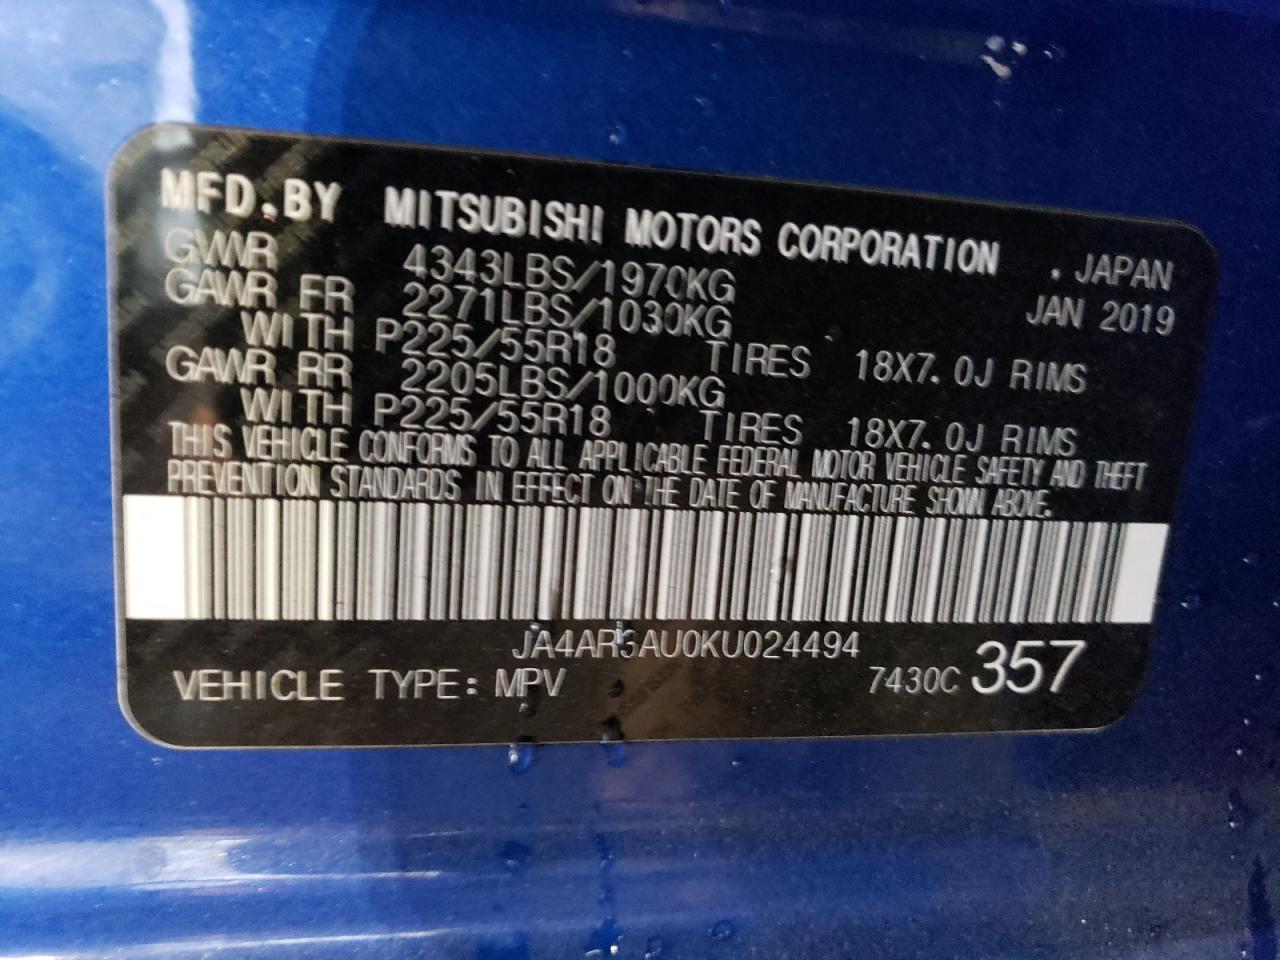 MFD.BY MITSUBISHI MOTORS CORPORATION . JAPAN
GVWR 4343LBS/1970KG JAN 2019
GAWR FR 2271LBS/1030KG
WITH P225/55R18 TIRES 18X7.0J RIMS
GAWR RR 2205LBS/1000KG
WITH P225/55R18 TIRES 18X7.0J RIMS
THIS VEHICLE CONFORMS TO ALL APPLICABLE FEDERAL MOTOR VEHICLE SAFETY AND THEFT
PREVENTION STANDARDS IN EFFECT ON THE DATE OF MANUFACTURE SHOWN ABOVE.
JA4AR3AU0KU024494
VEHICLE TYPE: MPV 7430C 357